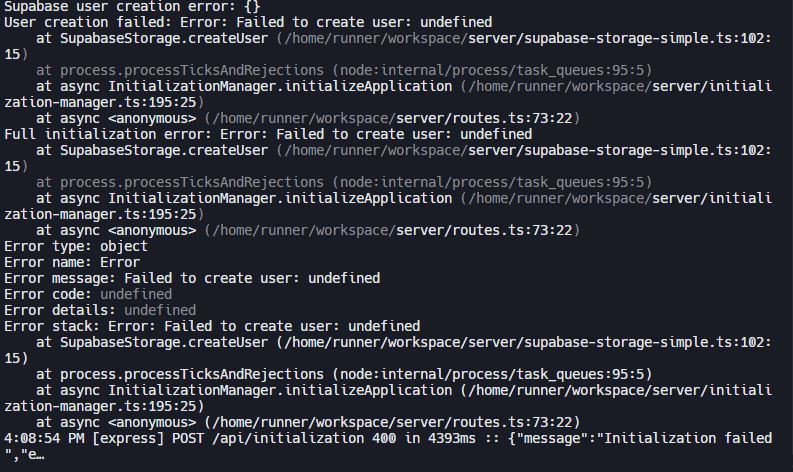 Supabase user creation error: {}
User creation failed: Error: Failed to create user: undefined
    at SupabaseStorage.createUser (/home/runner/workspace/server/supabase-storage-simple.ts:102:
15)
    at process.processTicksAndRejections (node:internal/process/task_queues:95:5)
    at async InitializationManager.initializeApplication (/home/runner/workspace/server/initiali
zation-manager.ts:195:25)
    at async <anonymous> (/home/runner/workspace/server/routes.ts:73:22)
Full initialization error: Error: Failed to create user: undefined
    at SupabaseStorage.createUser (/home/runner/workspace/server/supabase-storage-simple.ts:102:
15)
    at process.processTicksAndRejections (node:internal/process/task_queues:95:5)
    at async InitializationManager.initializeApplication (/home/runner/workspace/server/initiali
zation-manager.ts:195:25)
    at async <anonymous> (/home/runner/workspace/server/routes.ts:73:22)
Error type: object
Error name: Error
Error message: Failed to create user: undefined
Error code: undefined
Error details: undefined
Error stack: Error: Failed to create user: undefined
    at SupabaseStorage.createUser (/home/runner/workspace/server/supabase-storage-simple.ts:102:
15)
    at process.processTicksAndRejections (node:internal/process/task_queues:95:5)
    at async InitializationManager.initializeApplication (/home/runner/workspace/server/initiali
zation-manager.ts:195:25)
    at async <anonymous> (/home/runner/workspace/server/routes.ts:73:22)
4:08:54 PM [express] POST /api/initialization 400 in 4393ms :: {"message":"Initialization failed
","e…